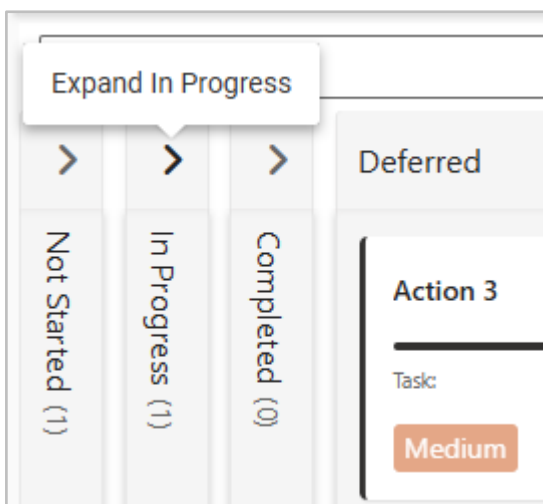 Expand In Progress
Not Started (1)
In Progress (1)
Completed (0)
Deferred
Action 3
Task:
Medium